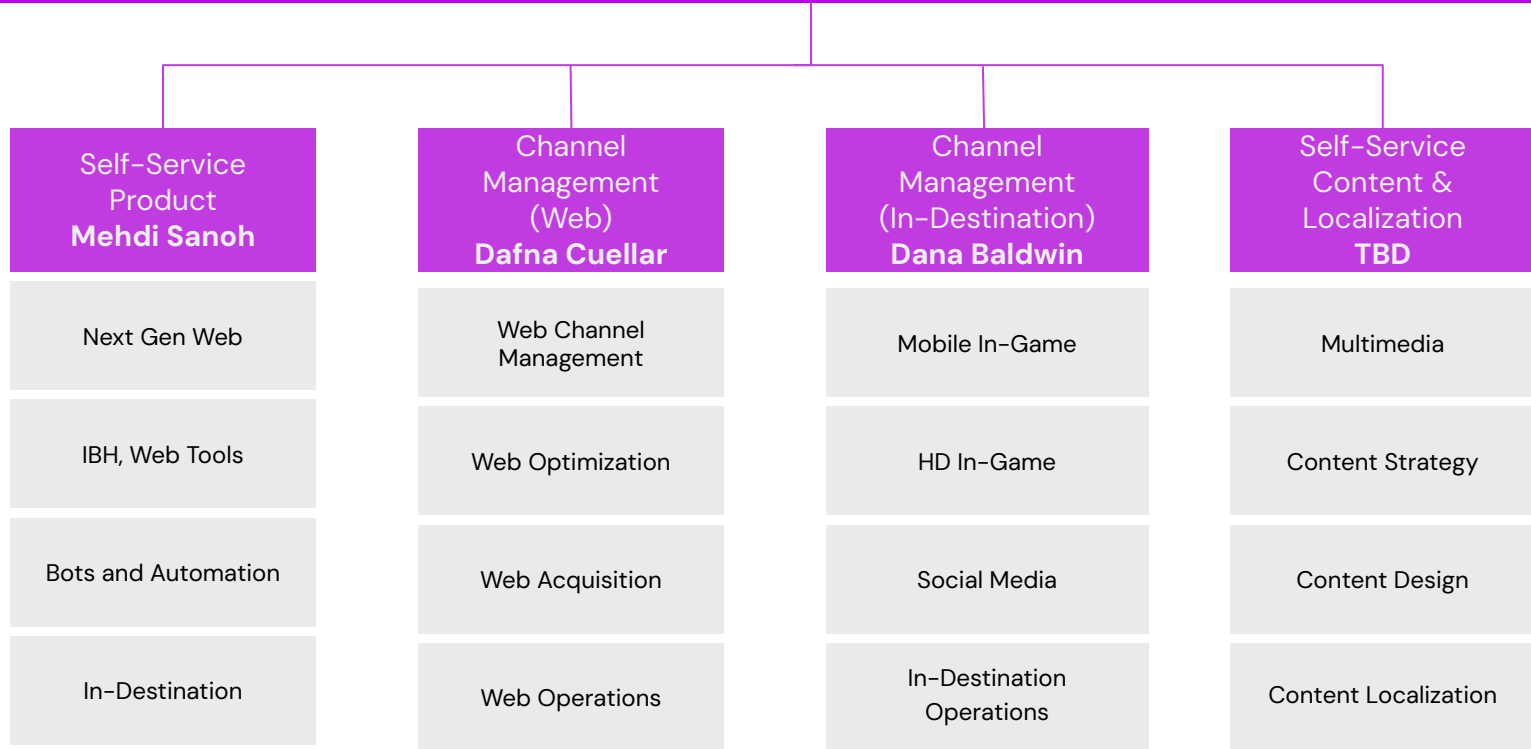 Self-Service
Product
Mehdi Sanoh
Next Gen Web
IBH, Web Tools
Bots and Automation
In-Destination
Channel
Management
(Web)
Dafna Cuellar
Web Channel
Management
Web Optimization
Web Acquisition
Web Operations
Channel
Management
(In-Destination)
Dana Baldwin
Mobile In-Game
HD In-Game
Social Media
In-Destination
Operations
Self-Service
Content &
Localization
TBD
Multimedia
Content Strategy
Content Design
Content Localization